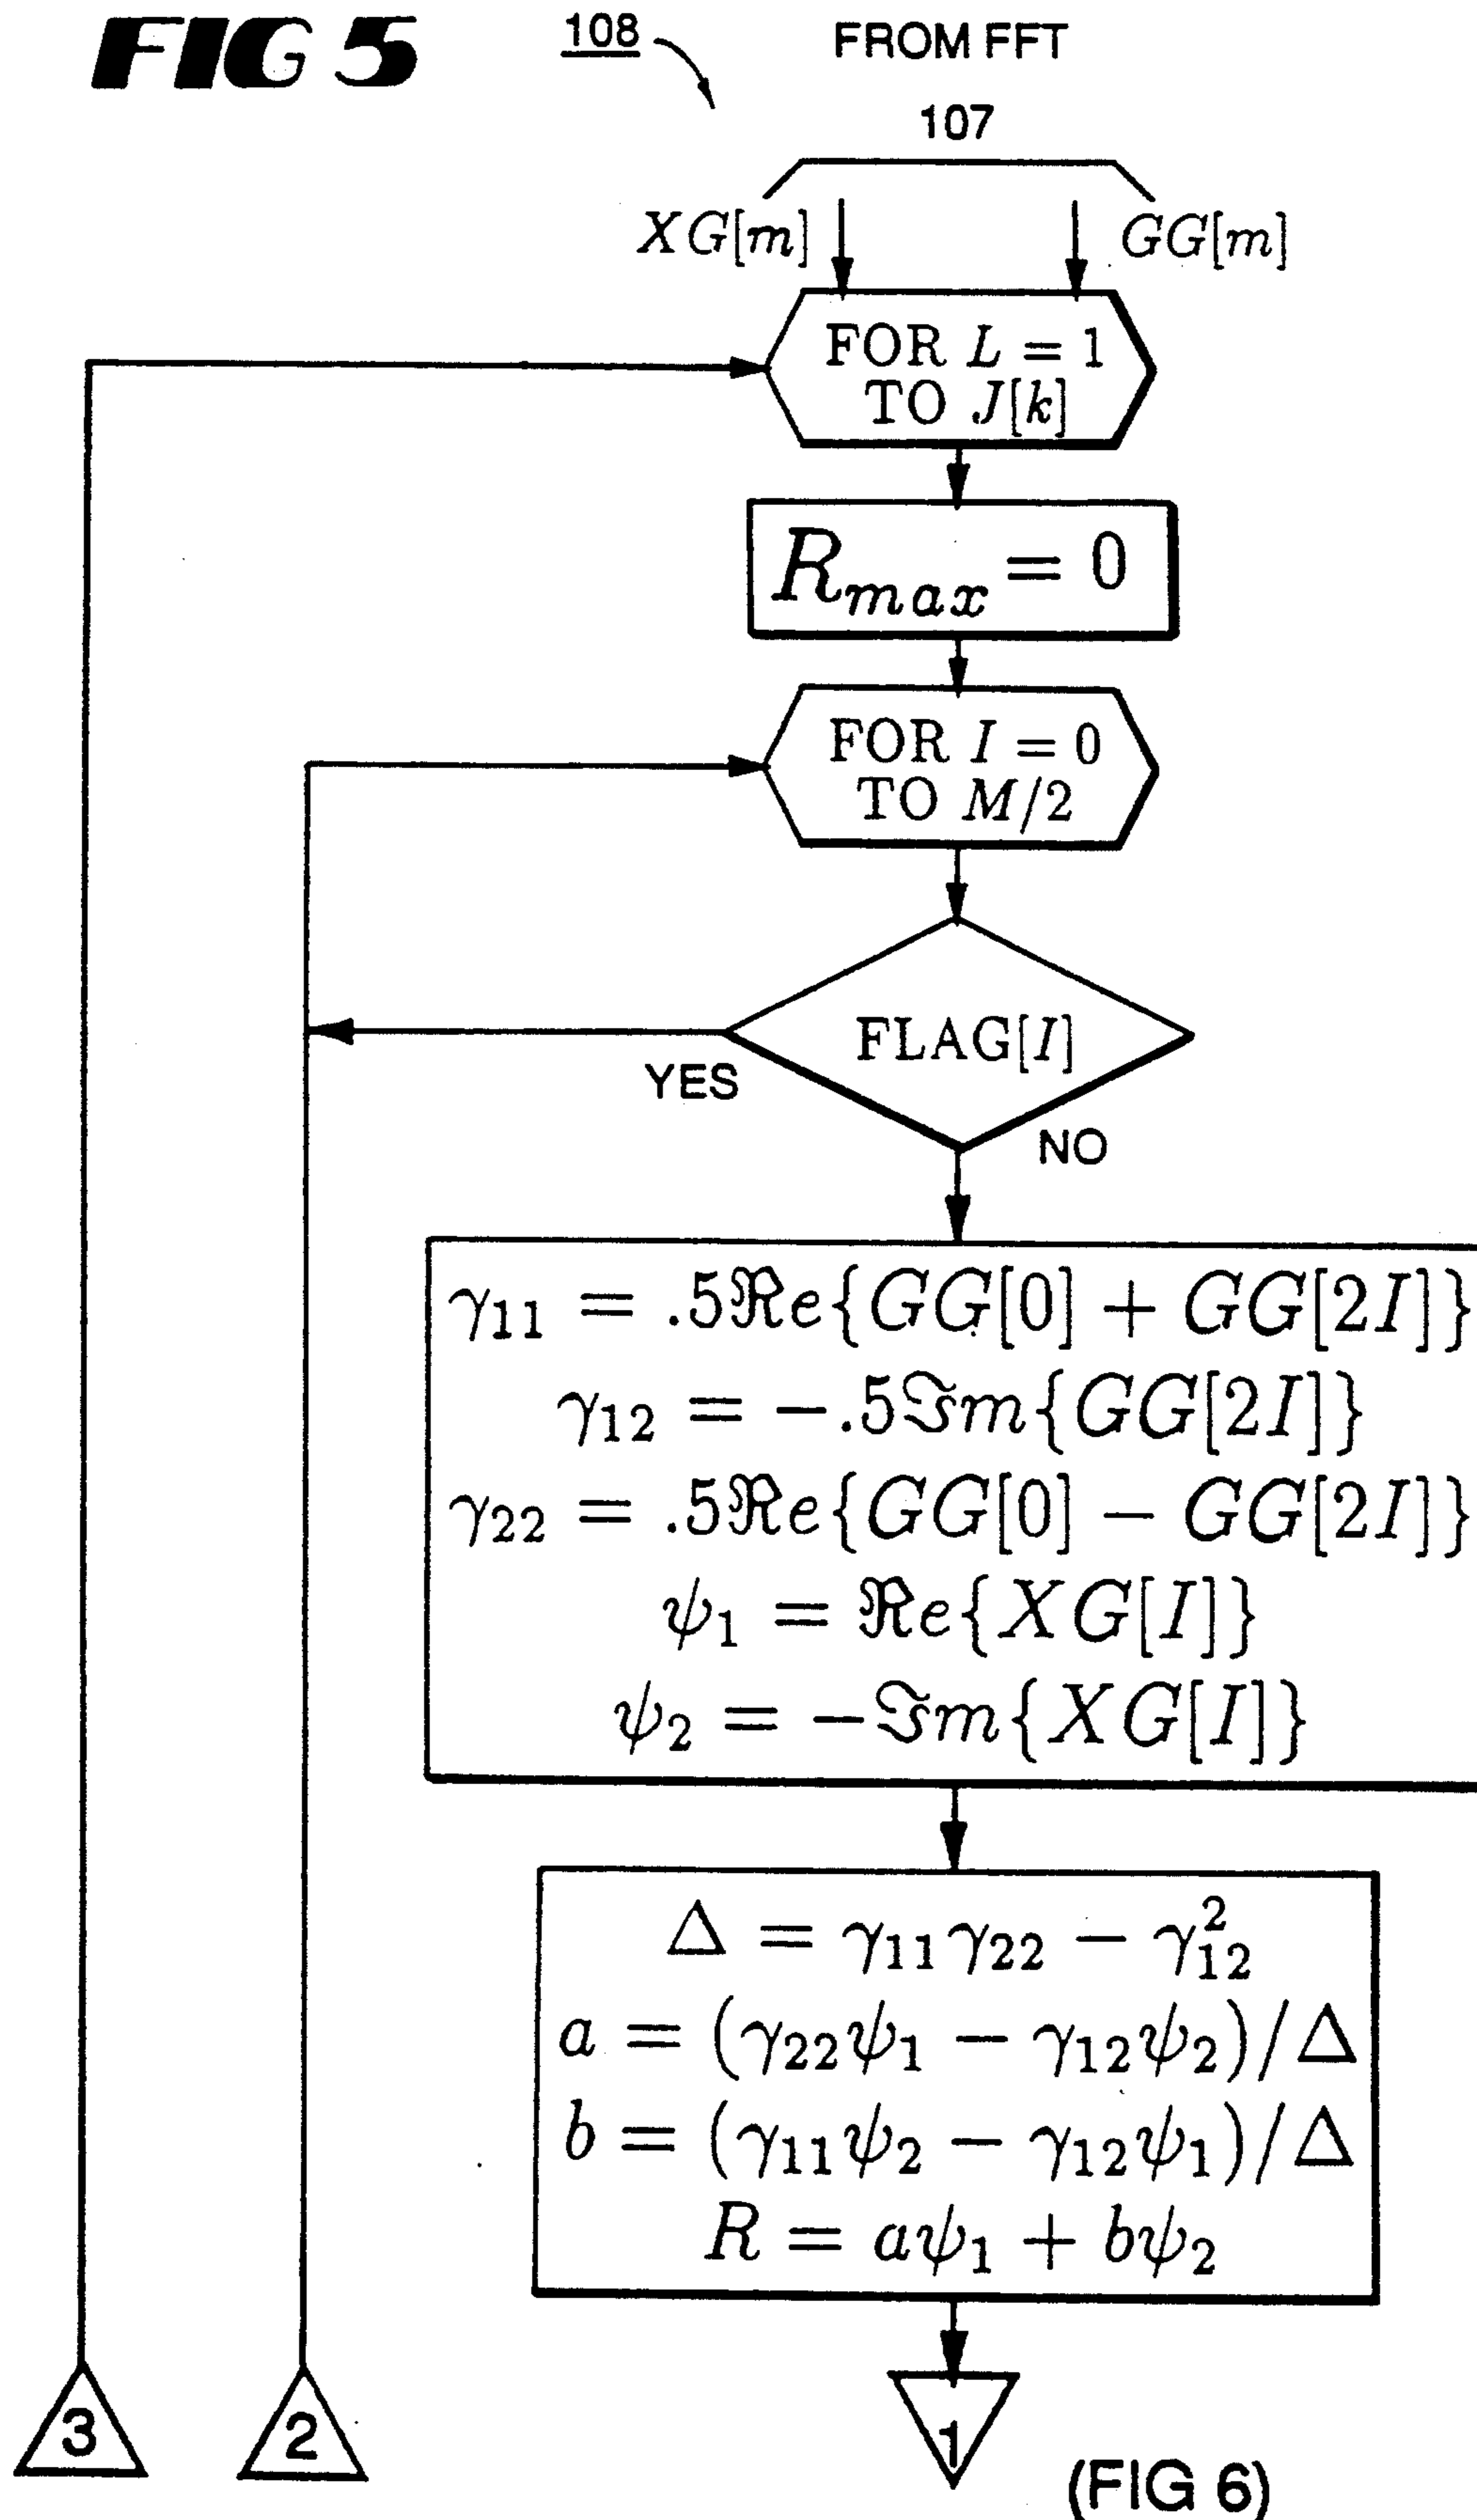 FIG 5
108
FROM FFT
107
XG[m]
GG[m]
FOR L = 1
TO J[k]
R_max = 0
FOR I = 0
TO M/2
FLAG[I]
YES
NO
γ₁₁ = .5ℜe{GG[0] + GG[2I]}
γ₁₂ = −.5ℑm{GG[2I]}
γ₂₂ = .5ℜe{GG[0] − GG[2I]}
ψ₁ = ℜe{XG[I]}
ψ₂ = −ℑm{XG[I]}
Δ = γ₁₁γ₂₂ − γ₁₂²
a = (γ₂₂ψ₁ − γ₁₂ψ₂)/Δ
b = (γ₁₁ψ₂ − γ₁₂ψ₁)/Δ
R = aψ₁ + bψ₂
3
2
1
(FIG 6)